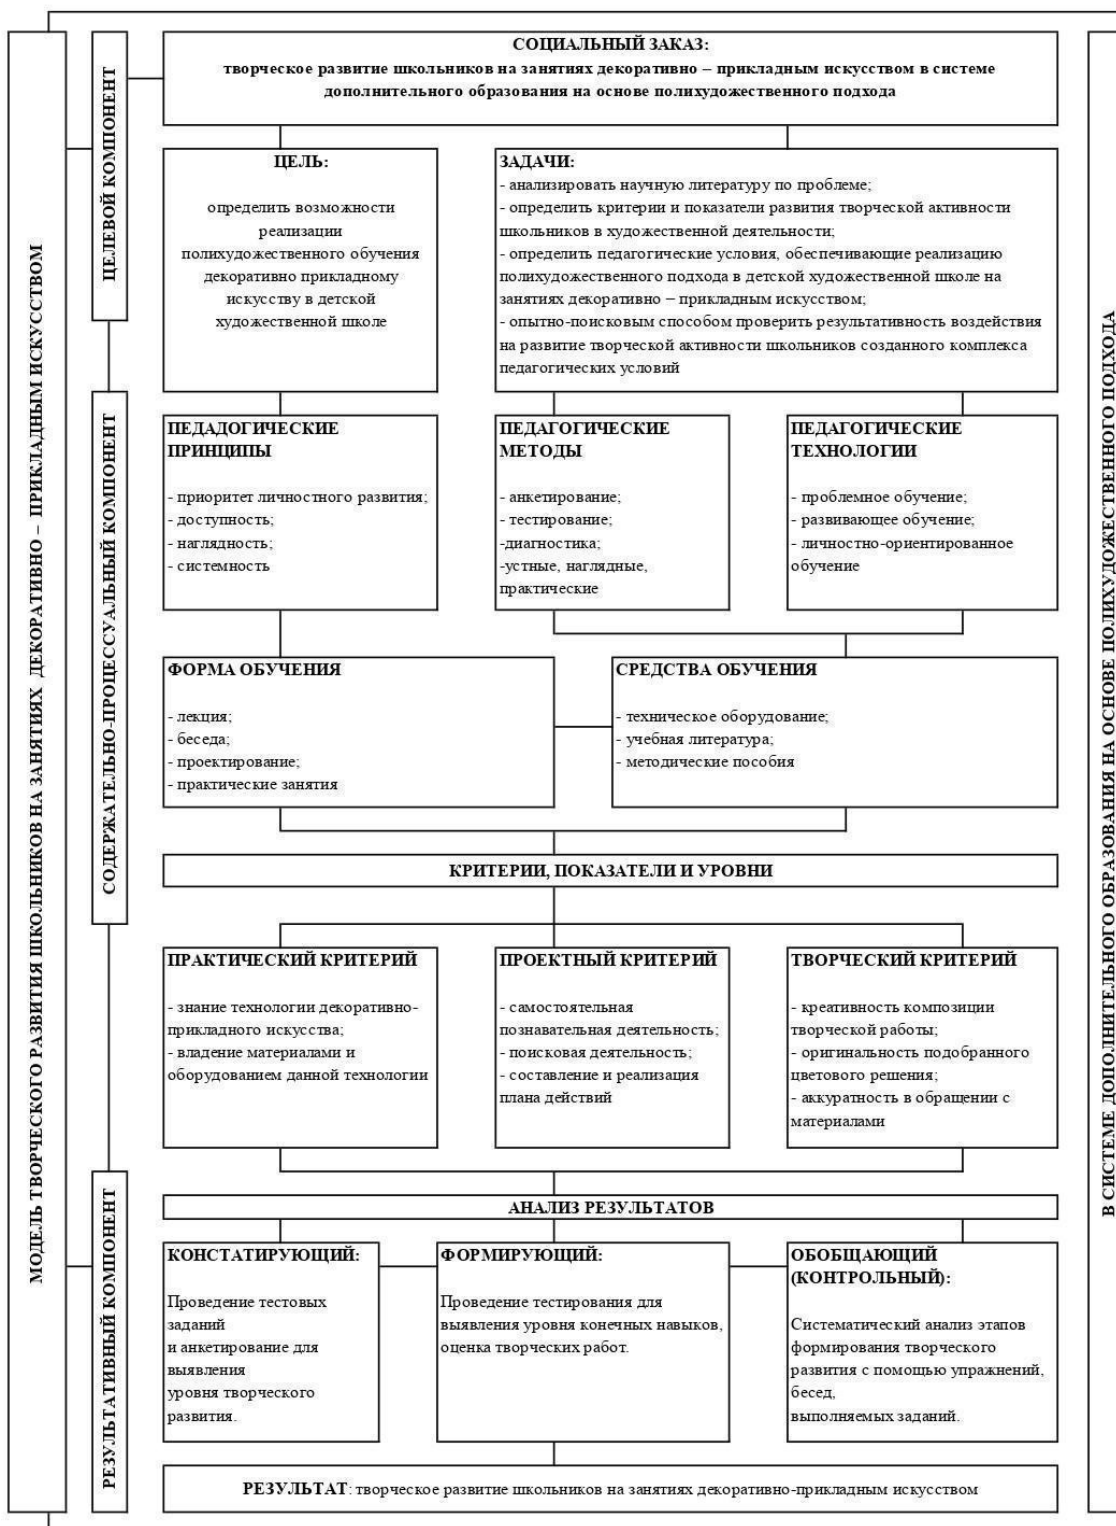 МОДЕЛЬ ТВОРЧЕСКОГО РАЗВИТИЯ ШКОЛЬНИКОВ НА ЗАНЯТИЯХ ДЕКОРАТИВНО – ПРИКЛАДНЫМ ИСКУССТВОМ
ЦЕЛЕВОЙ КОМПОНЕНТ
СОЦИАЛЬНЫЙ ЗАКАЗ:
творческое развитие школьников на занятиях декоративно – прикладным искусством в системе
дополнительного образования на основе полихудожественного подхода
ЦЕЛЬ:
определить возможности
реализации
полихудожественного обучения
декоративно прикладному
искусству в детской
художественной школе
ЗАДАЧИ:
- анализировать научную литературу по проблеме;
- определить критерии и показатели развития творческой активности
школьников в художественной деятельности;
- определить педагогические условия, обеспечивающие реализацию
полихудожественного подхода в детской художественной школе на
занятиях декоративно – прикладным искусством;
- опытно-поисковым способом проверить результативность воздействия
на развитие творческой активности школьников созданного комплекса
педагогических условий
СОДЕРЖАТЕЛЬНО-ПРОЦЕССУАЛЬНЫЙ КОМПОНЕНТ
ПЕДАДОГИЧЕСКИЕ
ПРИНЦИПЫ
- приоритет личностного развития;
- доступность;
- наглядность;
- системность
ПЕДАГОГИЧЕСКИЕ
МЕТОДЫ
- анкетирование;
- тестирование;
-диагностика;
-устные, наглядные,
практические
ПЕДАГОГИЧЕСКИЕ
ТЕХНОЛОГИИ
- проблемное обучение;
- развивающее обучение;
- личностно-ориентированное
обучение
ФОРМА ОБУЧЕНИЯ
- лекция;
- беседа;
- проектирование;
- практические занятия
СРЕДСТВА ОБУЧЕНИЯ
- техническое оборудование;
- учебная литература;
- методические пособия
КРИТЕРИИ, ПОКАЗАТЕЛИ И УРОВНИ
ПРАКТИЧЕСКИЙ КРИТЕРИЙ
- знание технологии декоративно-
прикладного искусства;
- владение материалами и
оборудованием данной технологии
ПРОЕКТНЫЙ КРИТЕРИЙ
- самостоятельная
познавательная деятельность;
- поисковая деятельность;
- составление и реализация
плана действий
ТВОРЧЕСКИЙ КРИТЕРИЙ
- креативность композиции
творческой работы;
- оригинальность подобранного
цветового решения;
- аккуратность в обращении с
материалами
РЕЗУЛЬТАТИВНЫЙ КОМПОНЕНТ
АНАЛИЗ РЕЗУЛЬТАТОВ
КОНСТАТИРУЮЩИЙ:
Проведение тестовых
заданий
и анкетирование для
выявления
уровня творческого
развития.
ФОРМИРУЮЩИЙ:
Проведение тестирования для
выявления уровня конечных навыков,
оценка творческих работ.
ОБОБЩАЮЩИЙ
(КОНТРОЛЬНЫЙ):
Систематический анализ этапов
формирования творческого
развития с помощью упражнений,
бесед,
выполняемых заданий.
РЕЗУЛЬТАТ: творческое развитие школьников на занятиях декоративно-прикладным искусством
В СИСТЕМЕ ДОПОЛНИТЕЛЬНОГО ОБРАЗОВАНИЯ НА ОСНОВЕ ПОЛИХУДОЖЕСТВЕННОГО ПОДХОДА